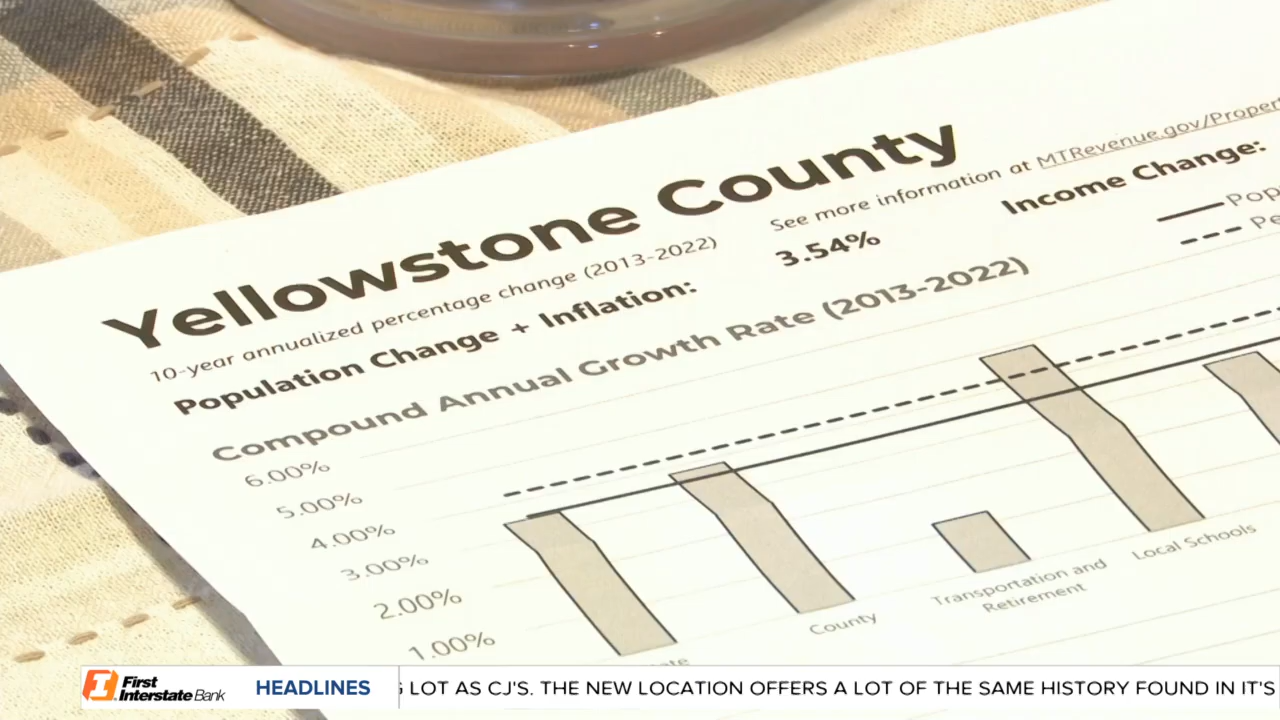 Yellowstone County
10-year annualized percentage change (2013-2022)
See more information at MTRevenue.gov/Proper
Population Change + Inflation:
3.54%
Income Change:
Compound Annual Growth Rate (2013-2022)
6.00%
5.00%
4.00%
3.00%
2.00%
1.00%
County
Transportation and
Retirement
Local Schools
First
Interstate Bank
HEADLINES
LOT AS CJ'S. THE NEW LOCATION OFFERS A LOT OF THE SAME HISTORY FOUND IN IT'S